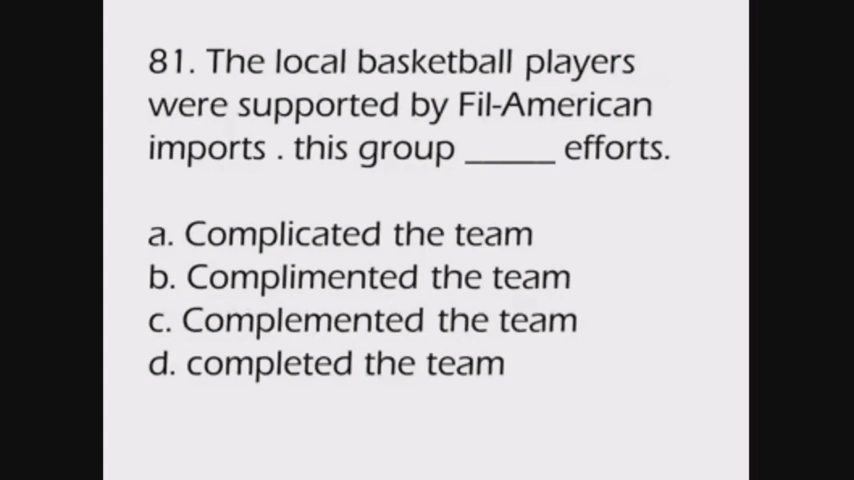 81. The local basketball players
were supported by Fil-American
imports . this group _____ efforts.
a. Complicated the team
b. Complimented the team
c. Complemented the team
d. completed the team